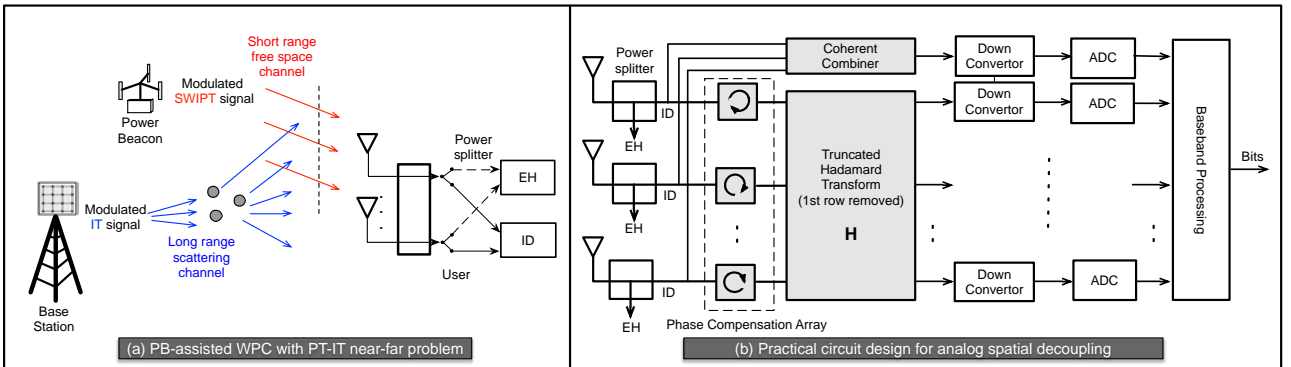 Power
Beacon
Modulated
SWIPT signal
Short range
free space
channel
Base
Station
Modulated
IT signal
Long range
scattering
channel
Power
splitter
EH
ID
User
(a) PB-assisted WPC with PT-IT near-far problem
Power
splitter
ID
EH
ID
EH
ID
EH
Phase Compensation Array
Coherent
Combiner
Truncated
Hadamard
Transform
(1st row removed)
H
Down
Convertor
ADC
Down
Convertor
ADC
Down
Convertor
ADC
Baseband Processing
Bits
(b) Practical circuit design for analog spatial decoupling